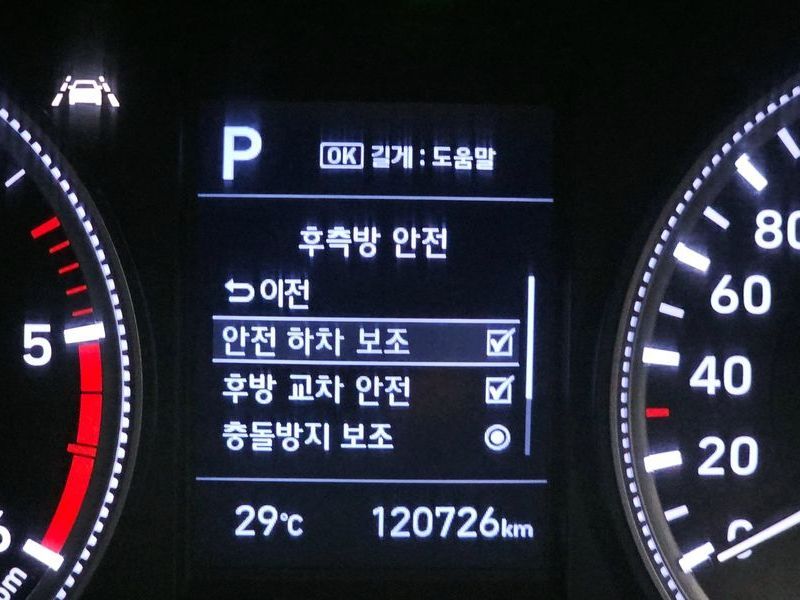 P
OK 길게 : 도움말
후측방 안전
이전
안전 하차 보조
후방 교차 안전
충돌방지 보조
29℃ 120726km
5
6
80
60
40
20
0